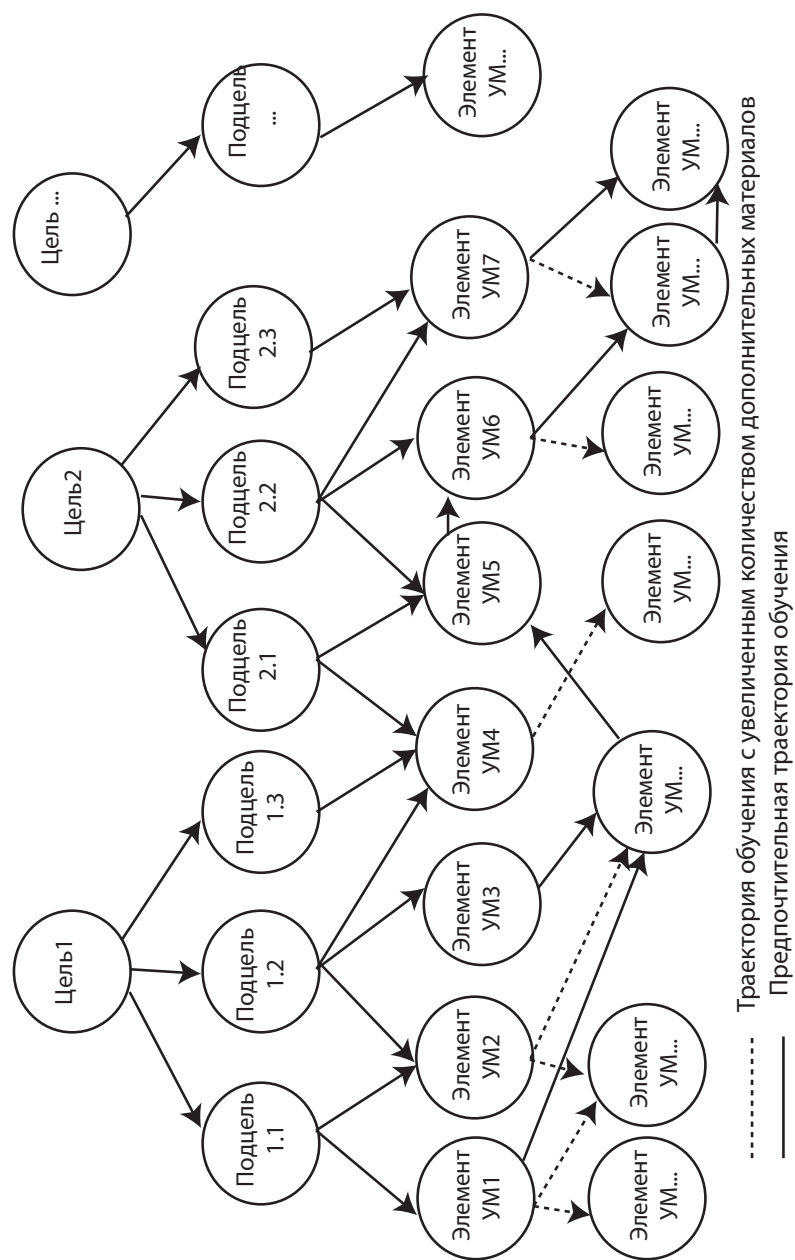 Цель1
Цель2
Цель ...
Подцель
1.1
Подцель
1.2
Подцель
1.3
Подцель
2.1
Подцель
2.2
Подцель
2.3
Подцель
...
Элемент
УМ1
Элемент
УМ2
Элемент
УМ3
Элемент
УМ4
Элемент
УМ5
Элемент
УМ6
Элемент
УМ7
Элемент
УМ...
Элемент
УМ...
Элемент
УМ...
Элемент
УМ...
Элемент
УМ...
Элемент
УМ...
Элемент
УМ...
Элемент
УМ...
Траектория обучения с увеличенным количеством дополнительных материалов
Предпочтительная траектория обучения